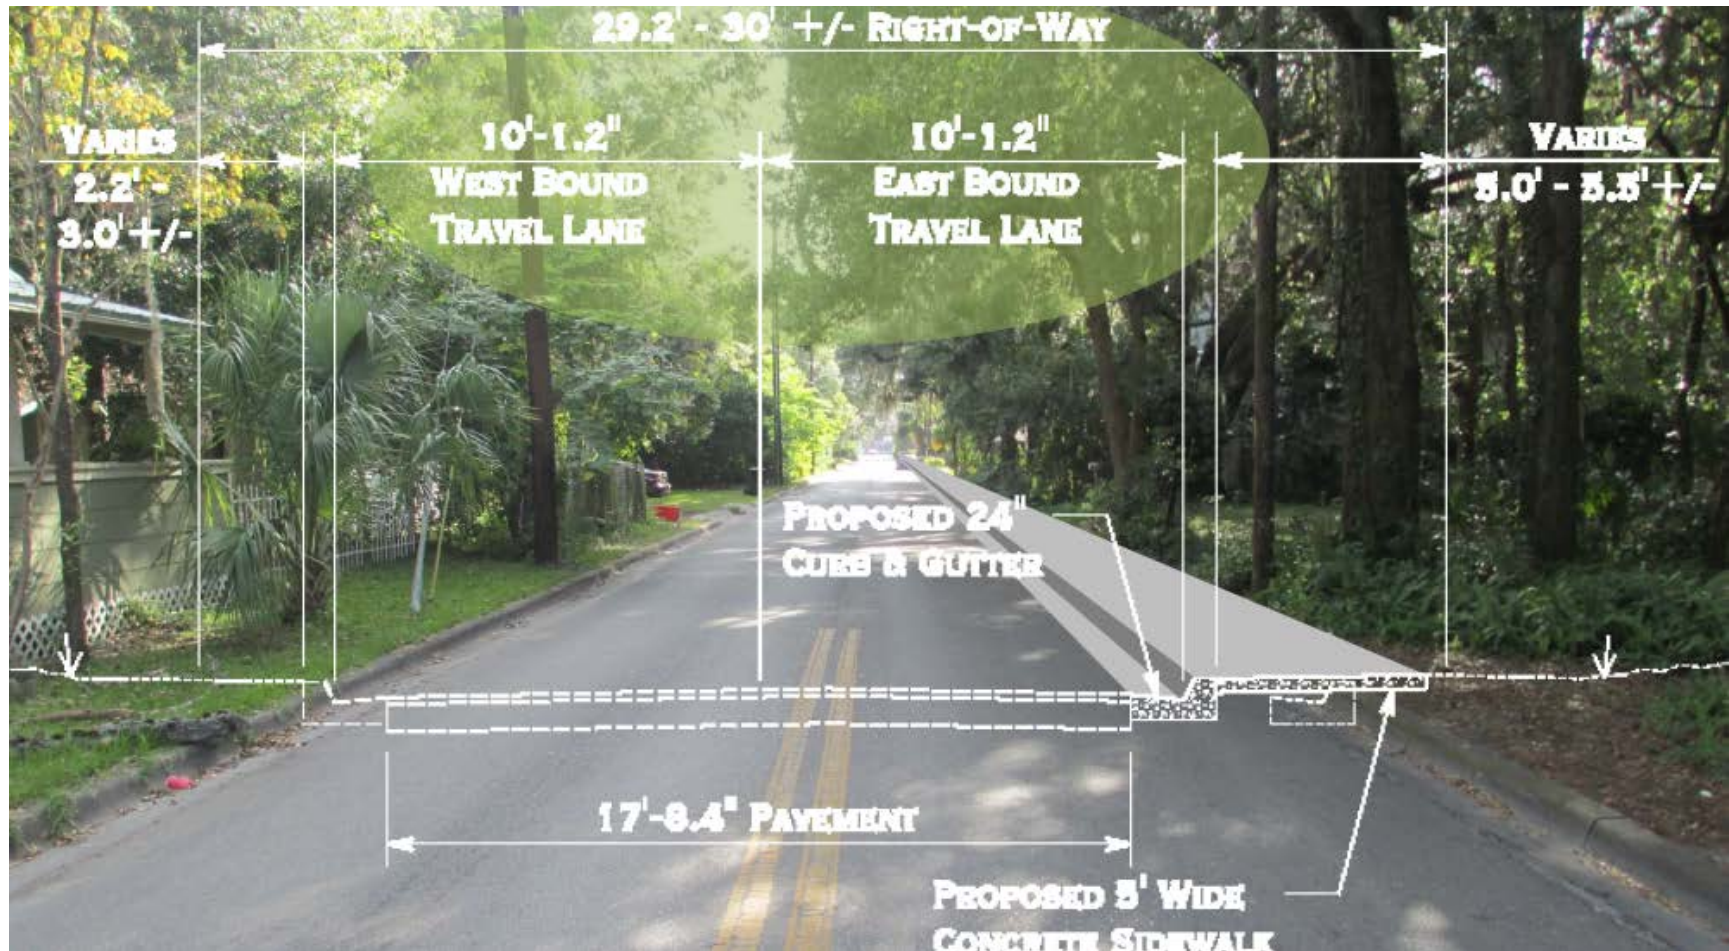 29.2' - 30' +/- RIGHT-OF-WAY
VARIES
2.2' -
3.0' +/-
10'-1.2"
WEST BOUND
TRAVEL LANE
10'-1.2"
EAST BOUND
TRAVEL LANE
VARIES
5.0' - 5.5' +/-
PROPOSED 24"
CURB & GUTTER
17'-8.4" PAVEMENT
PROPOSED 5' WIDE
CONCRETE SIDEWALK